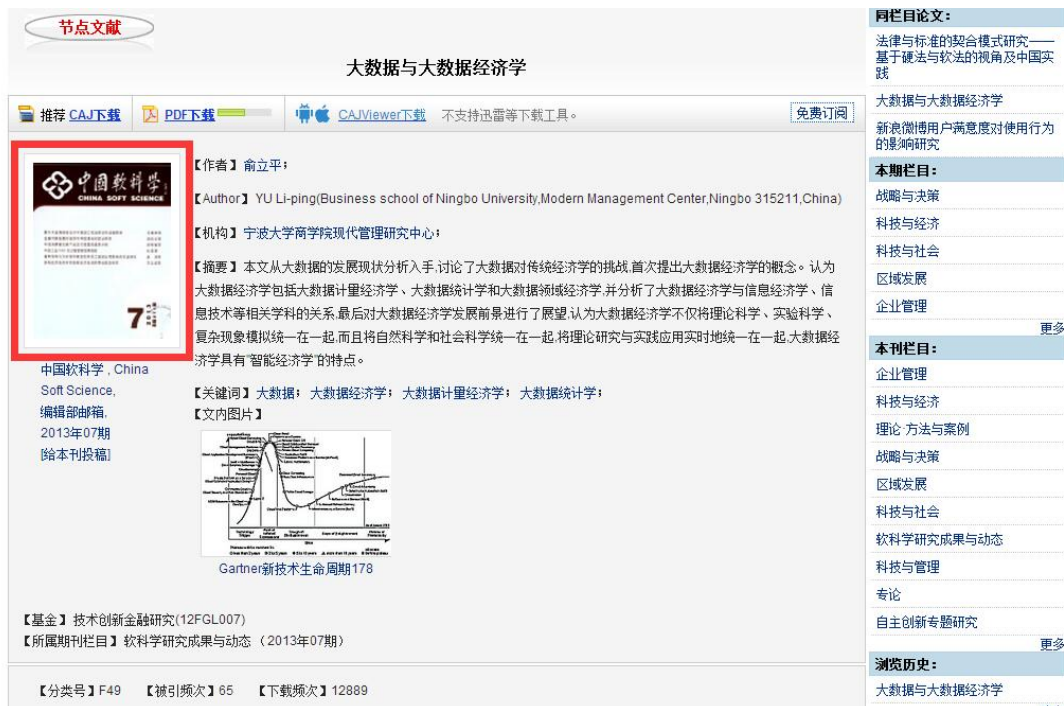 节点文献
大数据与大数据经济学
推荐 CAJ下载 PDF下载 CAJViewer下载 不支持迅雷等下载工具。 免费订阅
中国软科学
CHINA SOFT SCIENCE
7
中国软科学 , China
Soft Science,
编辑部邮箱,
2013年07期
[给本刊投稿]
【作者】 俞立平;
【Author】 YU Li-ping(Business school of Ningbo University,Modern Management Center,Ningbo 315211,China)
【机构】 宁波大学商学院现代管理研究中心;
【摘要】 本文从大数据的发展现状分析入手,讨论了大数据对传统经济学的挑战,首次提出大数据经济学的概念。认为
大数据经济学包括大数据计量经济学、大数据统计学和大数据领域经济学,并分析了大数据经济学与信息经济学、信
息技术等相关学科的关系,最后对大数据经济学发展前景进行了展望,认为大数据经济学不仅将理论科学、实验科学、
复杂现象模拟统一在一起,而且将自然科学和社会科学统一在一起,将理论研究与实践应用实时地统一在一起,大数据经
济学具有"智能经济学"的特点。
【关键词】 大数据; 大数据经济学; 大数据计量经济学; 大数据统计学;
【文内图片】
Gartner新技术生命周期178
【基金】 技术创新金融研究(12FGL007)
【所属期刊栏目】 软科学研究成果与动态 (2013年07期)
【分类号】F49 【被引频次】65 【下载频次】12889
同栏目论文:
法律与标准的契合模式研究——
基于硬法与软法的视角及中国实
践
大数据与大数据经济学
新浪微博用户满意度对使用行为
的影响研究
本期栏目:
战略与决策
科技与经济
科技与社会
区域发展
企业管理
更多
本刊栏目:
企业管理
科技与经济
理论·方法与案例
战略与决策
区域发展
科技与社会
软科学研究成果与动态
科技与管理
专论
自主创新专题研究
更多
浏览历史:
大数据与大数据经济学